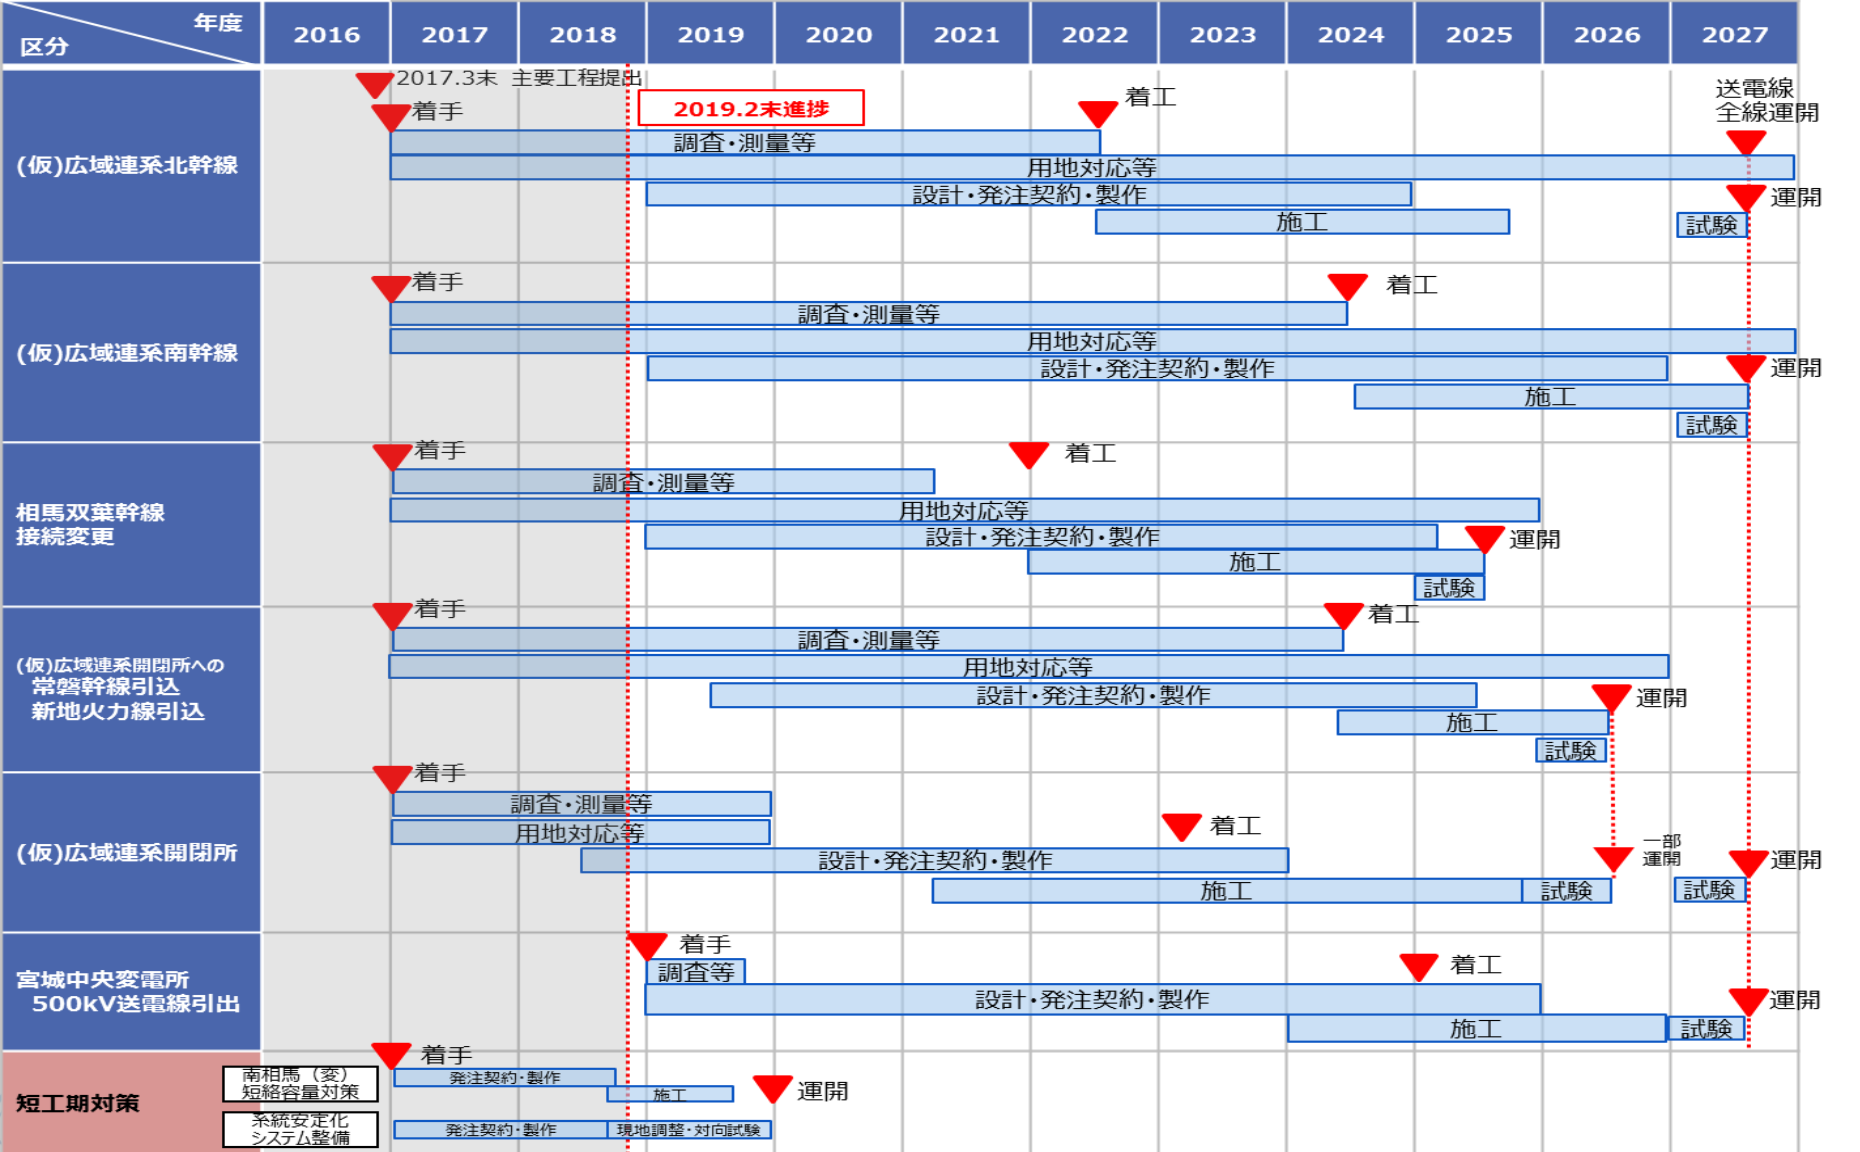 年度
区分
2016 2017 2018 2019 2020 2021 2022 2023 2024 2025 2026 2027
2017.3末 主要工程提出
2019.2末進捗
(仮)広域連系北幹線
着手
着工
送電線
全線運開
調査・測量等
用地対応等
設計・発注契約・製作
運開
施工
試験
(仮)広域連系南幹線
着手
着工
調査・測量等
用地対応等
設計・発注契約・製作
運開
施工
試験
相馬双葉幹線
接続変更
着手
着工
調査・測量等
用地対応等
設計・発注契約・製作
運開
施工
試験
(仮)広域連系開閉所への
常磐幹線引込
新地火力線引込
着手
着工
調査・測量等
用地対応等
設計・発注契約・製作
運開
施工
試験
(仮)広域連系開閉所
着手
調査・測量等
着工
用地対応等
一部
運開
設計・発注契約・製作
運開
施工
試験
試験
宮城中央変電所
500kV送電線引出
着手
着工
調査等
設計・発注契約・製作
運開
施工
試験
短工期対策
着手
南相馬（変）
短絡容量対策
発注契約・製作
施工
運開
系統安定化
システム整備
発注契約・製作
現地調整・対向試験